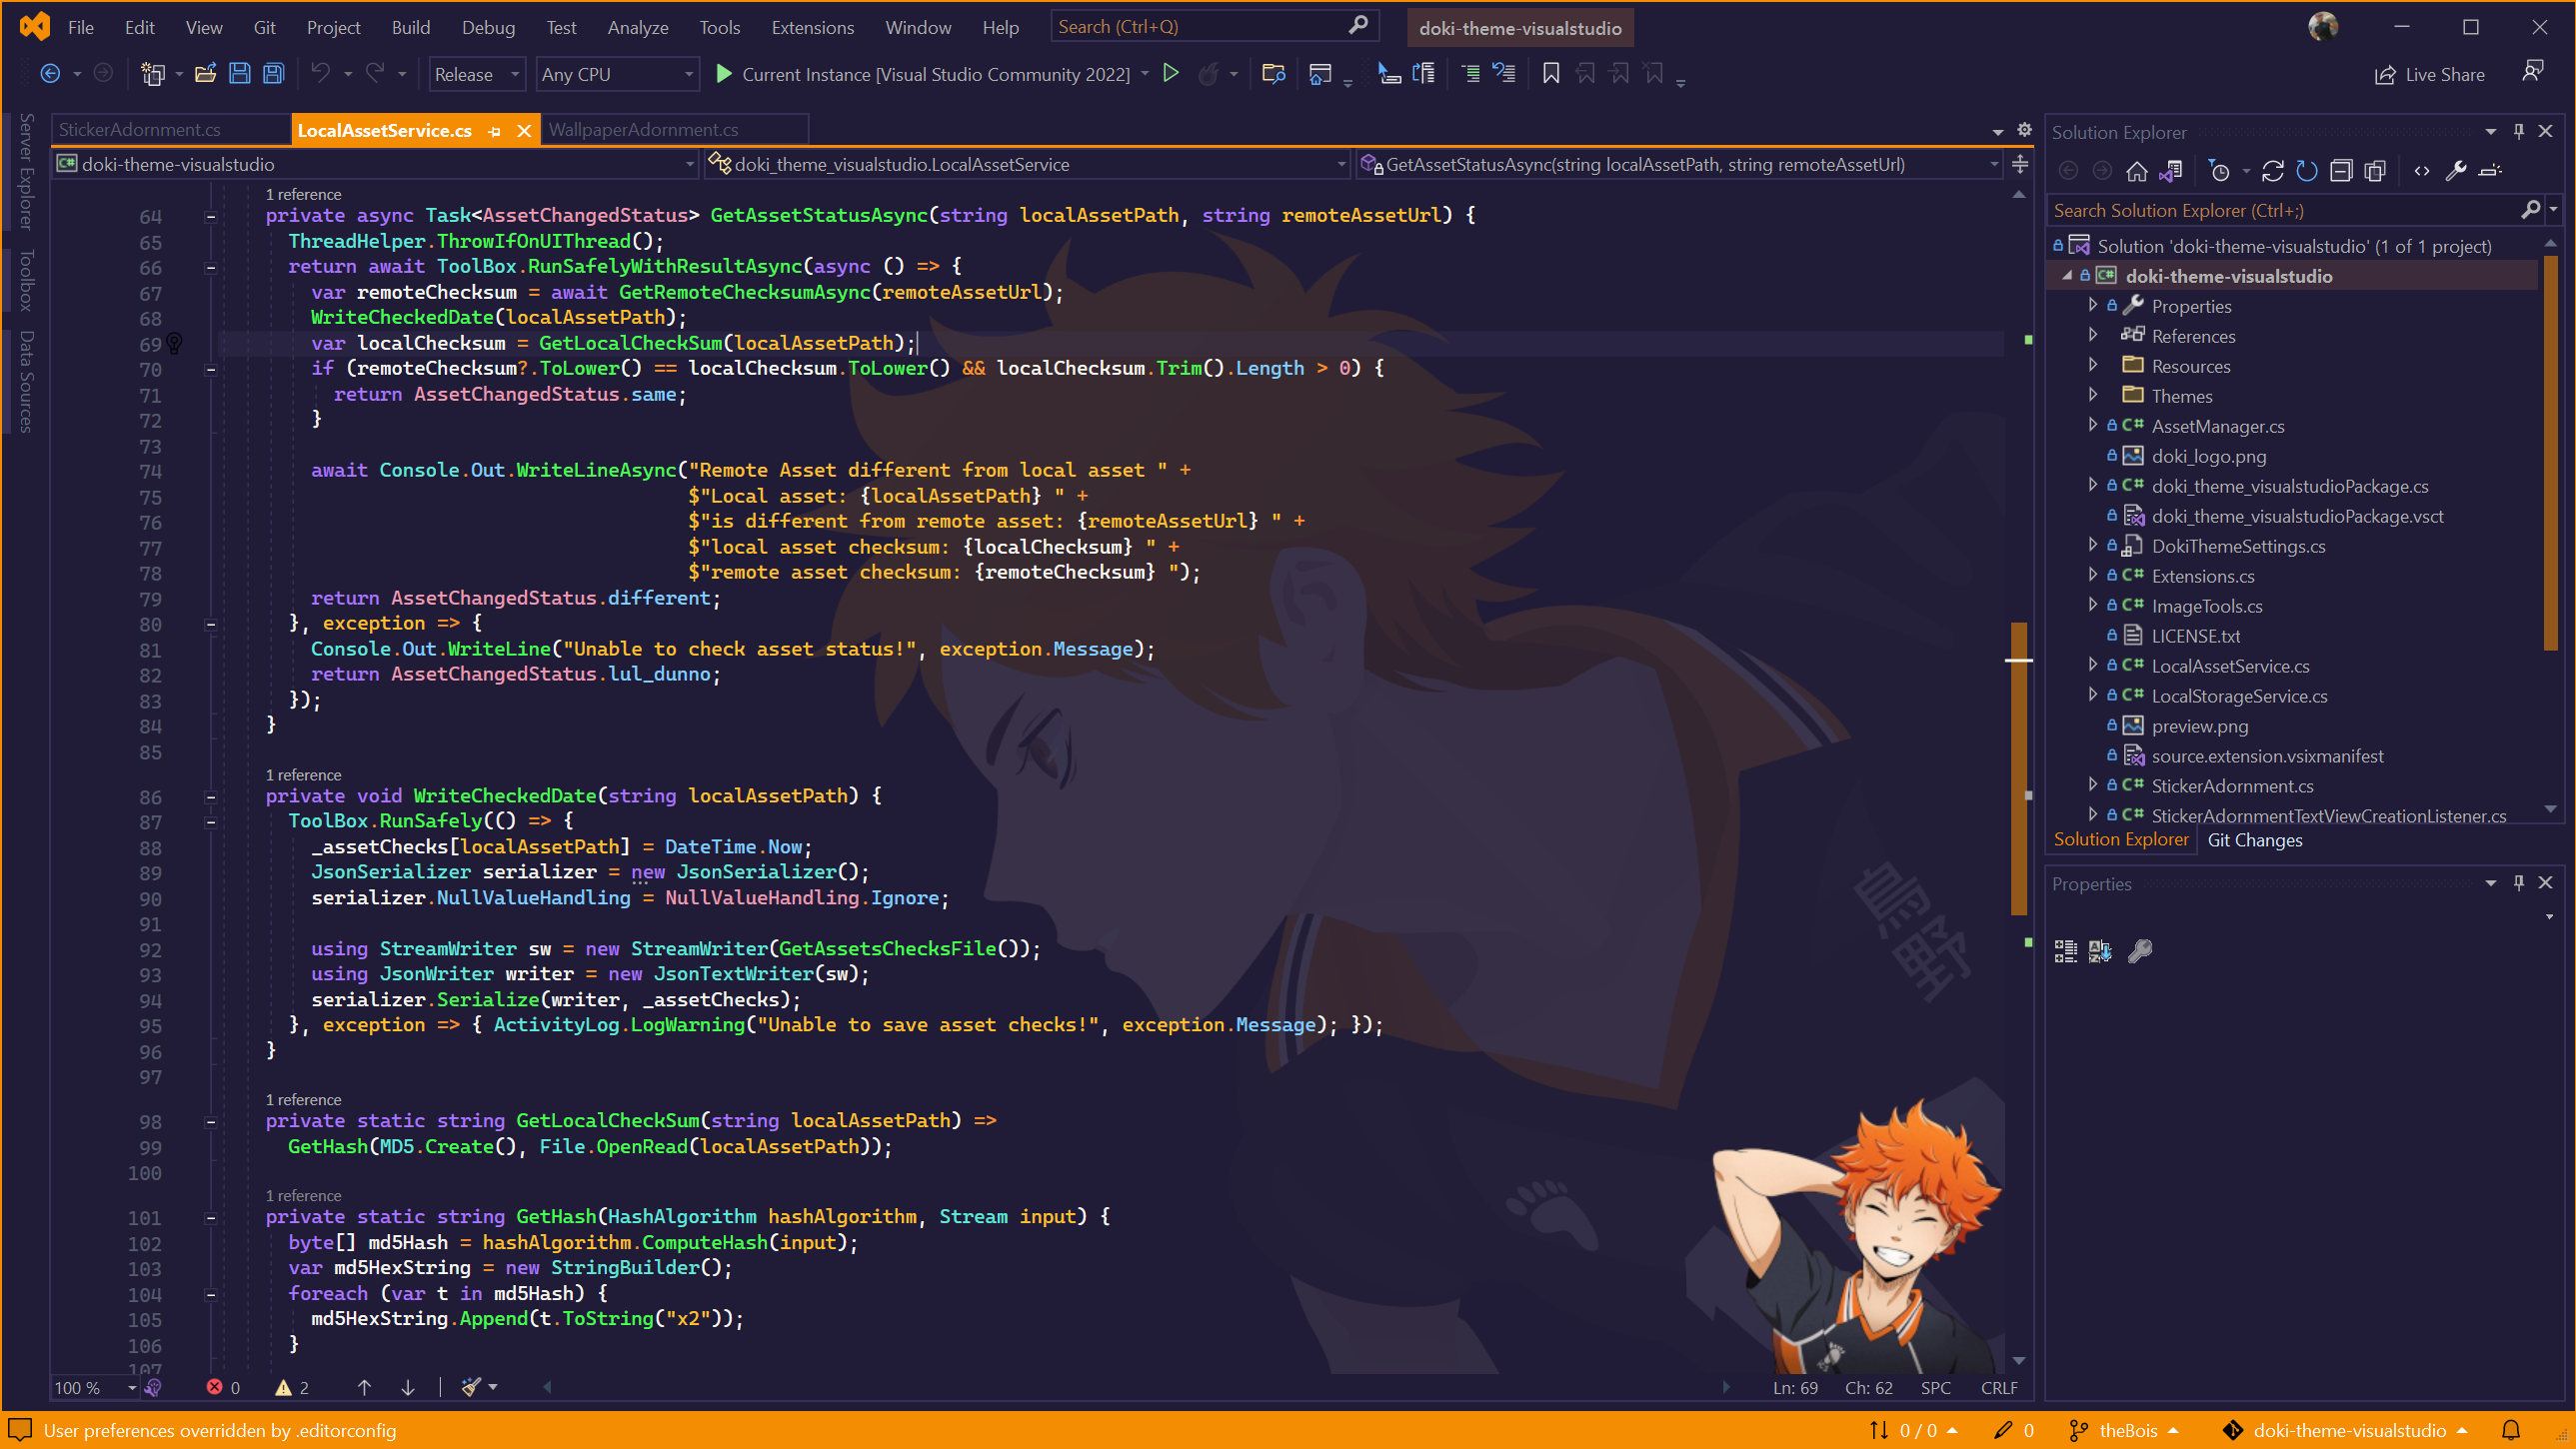 File Edit View Git Project Build Debug Test Analyze Tools Extensions Window Help Search (Ctrl+Q) doki-theme-visualstudio
Release Any CPU Current Instance [Visual Studio Community 2022] Live Share
Server Explorer
Toolbox
Data Sources
StickerAdornment.cs LocalAssetService.cs WallpaperAdornment.cs
doki-theme-visualstudio doki_theme_visualstudio.LocalAssetService GetAssetStatusAsync(string localAssetPath, string remoteAssetUrl)
1 reference
64 private async Task<AssetChangedStatus> GetAssetStatusAsync(string localAssetPath, string remoteAssetUrl) {
65 ThreadHelper.ThrowIfOnUIThread();
66 return await ToolBox.RunSafelyWithResultAsync(async () => {
67 var remoteChecksum = await GetRemoteChecksumAsync(remoteAssetUrl);
68 WriteCheckedDate(localAssetPath);
69 var localChecksum = GetLocalCheckSum(localAssetPath);
70 if (remoteChecksum?.ToLower() == localChecksum.ToLower() && localChecksum.Trim().Length > 0) {
71 return AssetChangedStatus.same;
72 }
73
74 await Console.Out.WriteLineAsync("Remote Asset different from local asset " +
75 $"Local asset: {localAssetPath} " +
76 $"is different from remote asset: {remoteAssetUrl} " +
77 $"local asset checksum: {localChecksum} " +
78 $"remote asset checksum: {remoteChecksum} ");
79 return AssetChangedStatus.different;
80 }, exception => {
81 Console.Out.WriteLine("Unable to check asset status!", exception.Message);
82 return AssetChangedStatus.lul_dunno;
83 });
84 }
85
1 reference
86 private void WriteCheckedDate(string localAssetPath) {
87 ToolBox.RunSafely(() => {
88 _assetChecks[localAssetPath] = DateTime.Now;
89 JsonSerializer serializer = new JsonSerializer();
90 serializer.NullValueHandling = NullValueHandling.Ignore;
91
92 using StreamWriter sw = new StreamWriter(GetAssetsChecksFile());
93 using JsonWriter writer = new JsonTextWriter(sw);
94 serializer.Serialize(writer, _assetChecks);
95 }, exception => { ActivityLog.LogWarning("Unable to save asset checks!", exception.Message); });
96 }
97
1 reference
98 private static string GetLocalCheckSum(string localAssetPath) =>
99 GetHash(MD5.Create(), File.OpenRead(localAssetPath));
100
1 reference
101 private static string GetHash(HashAlgorithm hashAlgorithm, Stream input) {
102 byte[] md5Hash = hashAlgorithm.ComputeHash(input);
103 var md5HexString = new StringBuilder();
104 foreach (var t in md5Hash) {
105 md5HexString.Append(t.ToString("x2"));
106 }
107
烏野
100 % 0 2 Ln: 69 Ch: 62 SPC CRLF
Solution Explorer
Search Solution Explorer (Ctrl+;)
Solution 'doki-theme-visualstudio' (1 of 1 project)
doki-theme-visualstudio
Properties
References
Resources
Themes
C# AssetManager.cs
doki_logo.png
C# doki_theme_visualstudioPackage.cs
doki_theme_visualstudioPackage.vsct
DokiThemeSettings.cs
C# Extensions.cs
C# ImageTools.cs
LICENSE.txt
C# LocalAssetService.cs
C# LocalStorageService.cs
preview.png
source.extension.vsixmanifest
C# StickerAdornment.cs
C# StickerAdornmentTextViewCreationListener.cs
Solution Explorer Git Changes
Properties
User preferences overridden by .editorconfig 0 / 0 0 theBois doki-theme-visualstudio